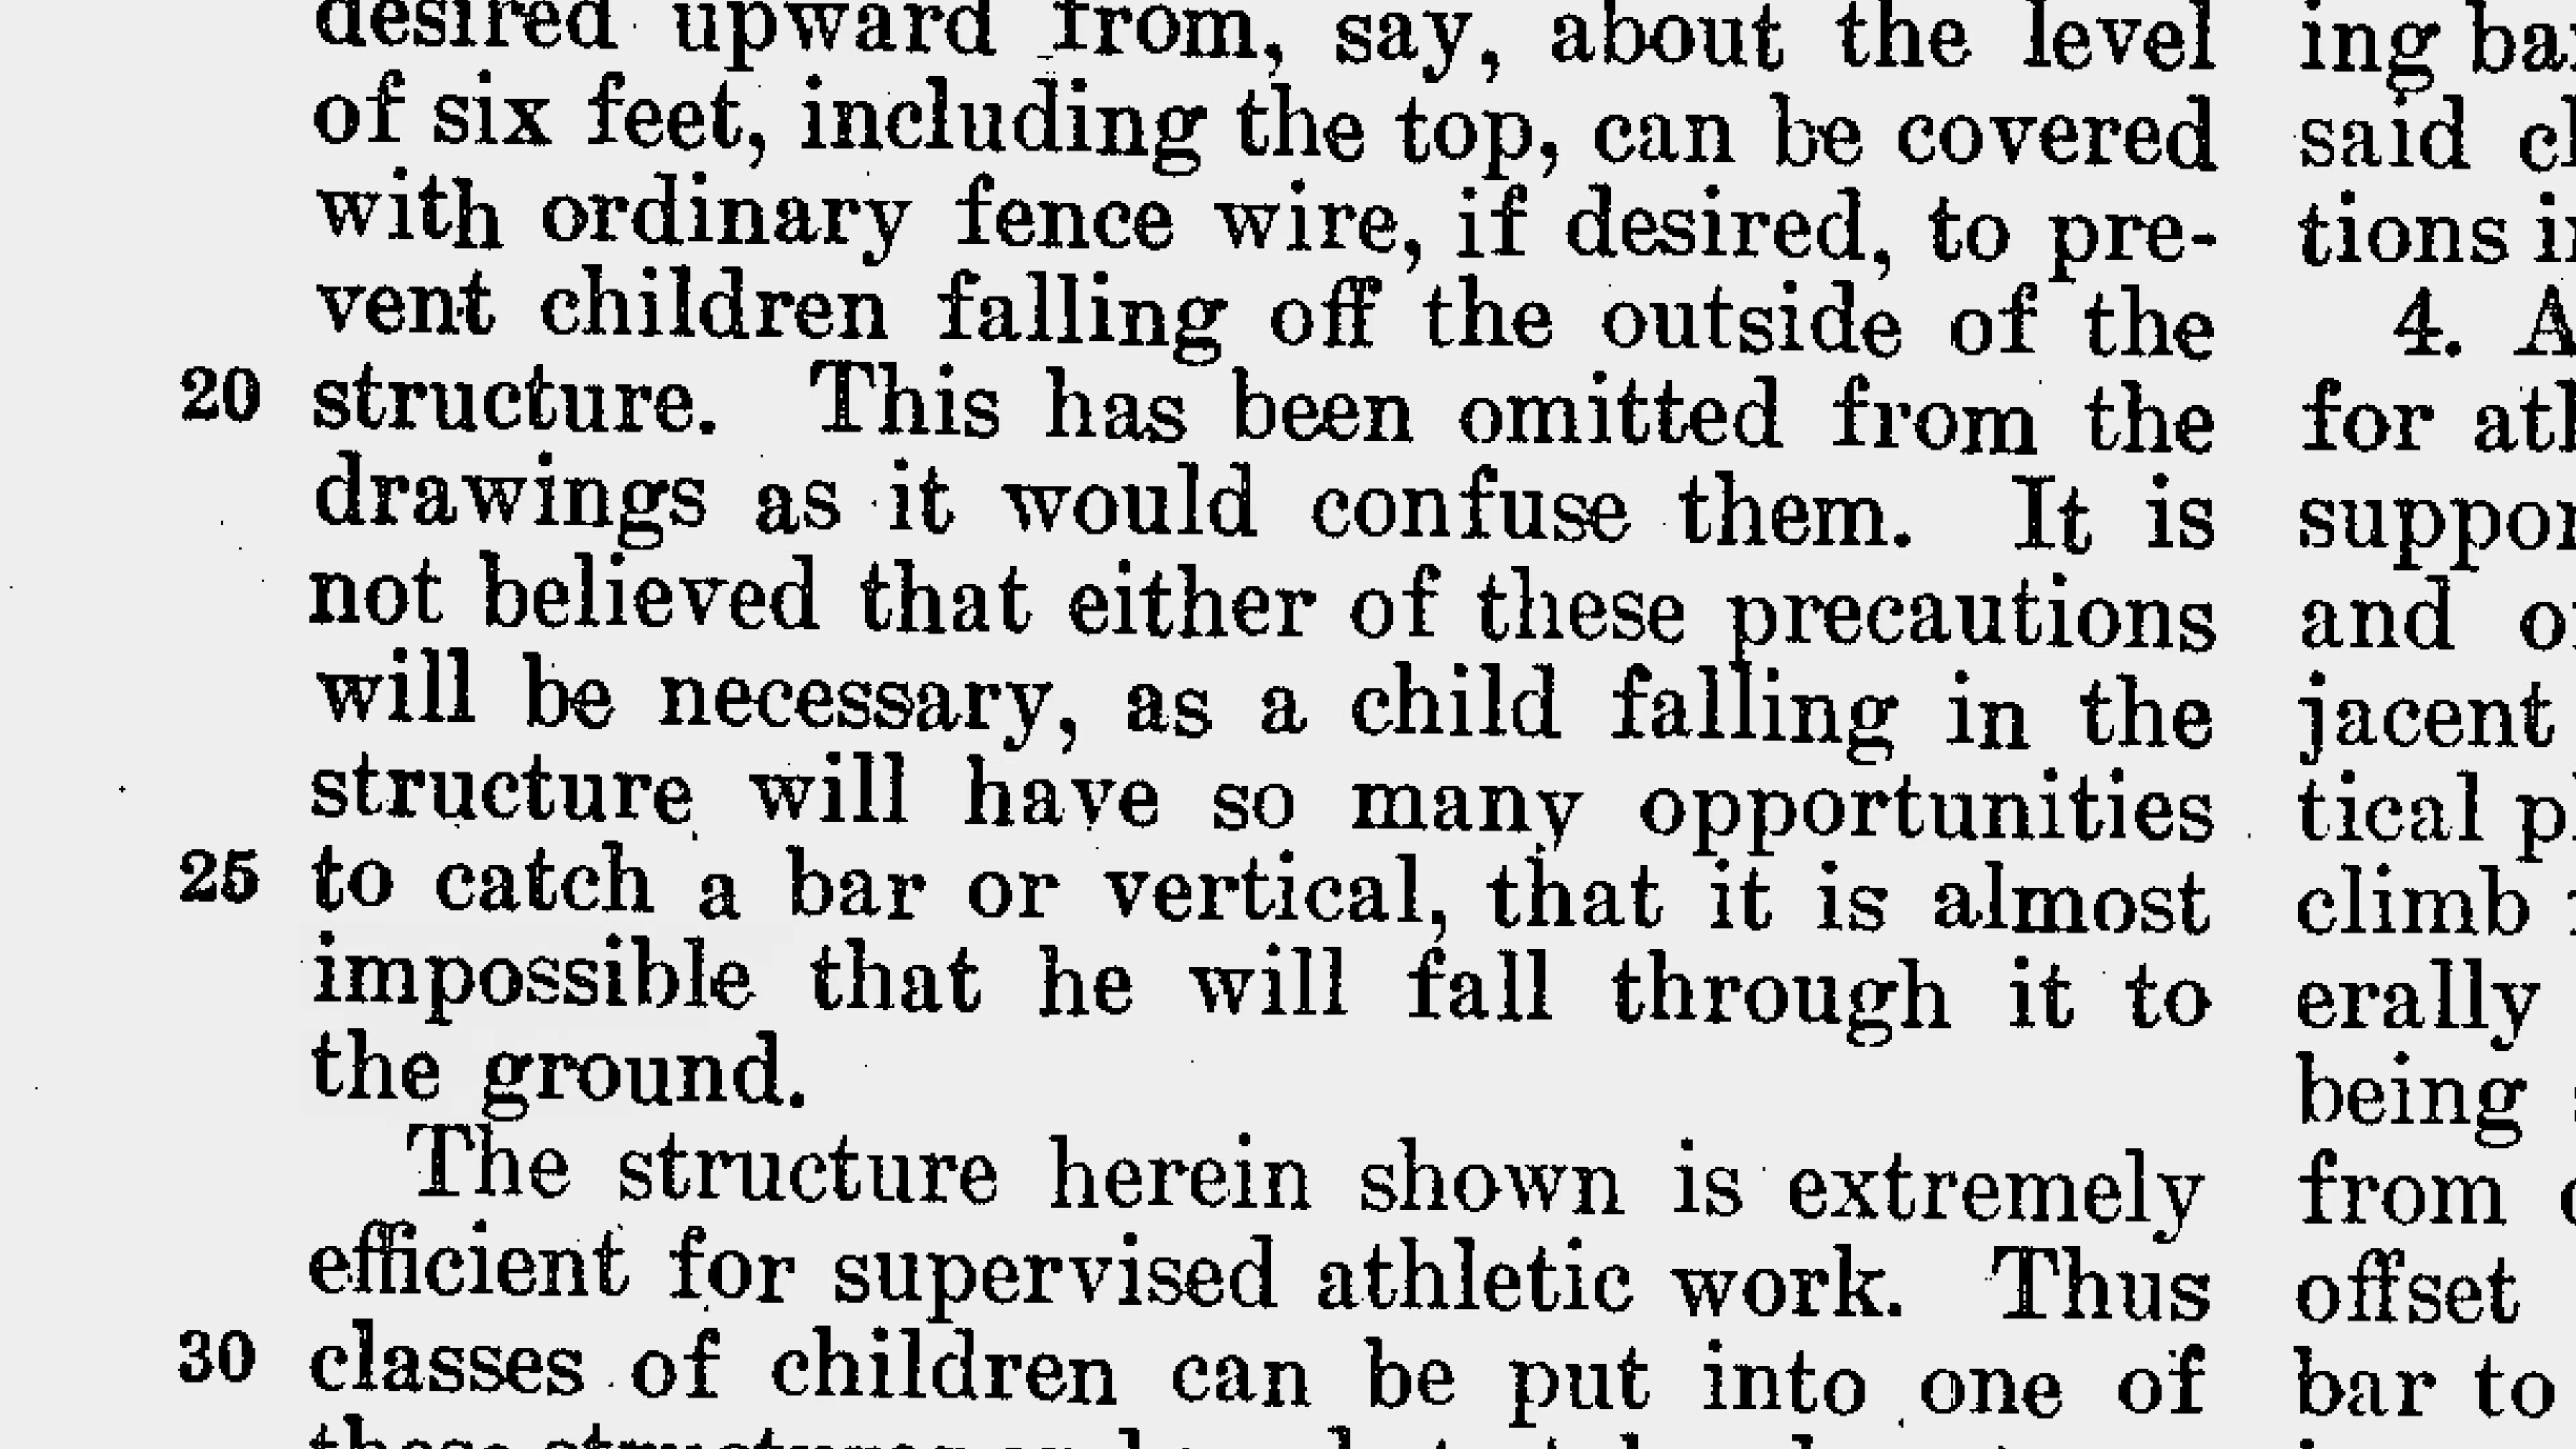 desired upward from, say, about the level
of six feet, including the top, can be covered
with ordinary fence wire, if desired, to pre-
vent children falling off the outside of the
20 structure. This has been omitted from the
drawings as it would confuse them. It is
not believed that either of these precautions
will be necessary, as a child falling in the
structure will have so many opportunities
25 to catch a bar or vertical, that it is almost
impossible that he will fall through it to
the ground.
The structure herein shown is extremely
efficient for supervised athletic work. Thus
30 classes of children can be put into one of
ing
said
tions
4. A
for
and
jacent
tical
climb
erally
being
from
offset
bar to